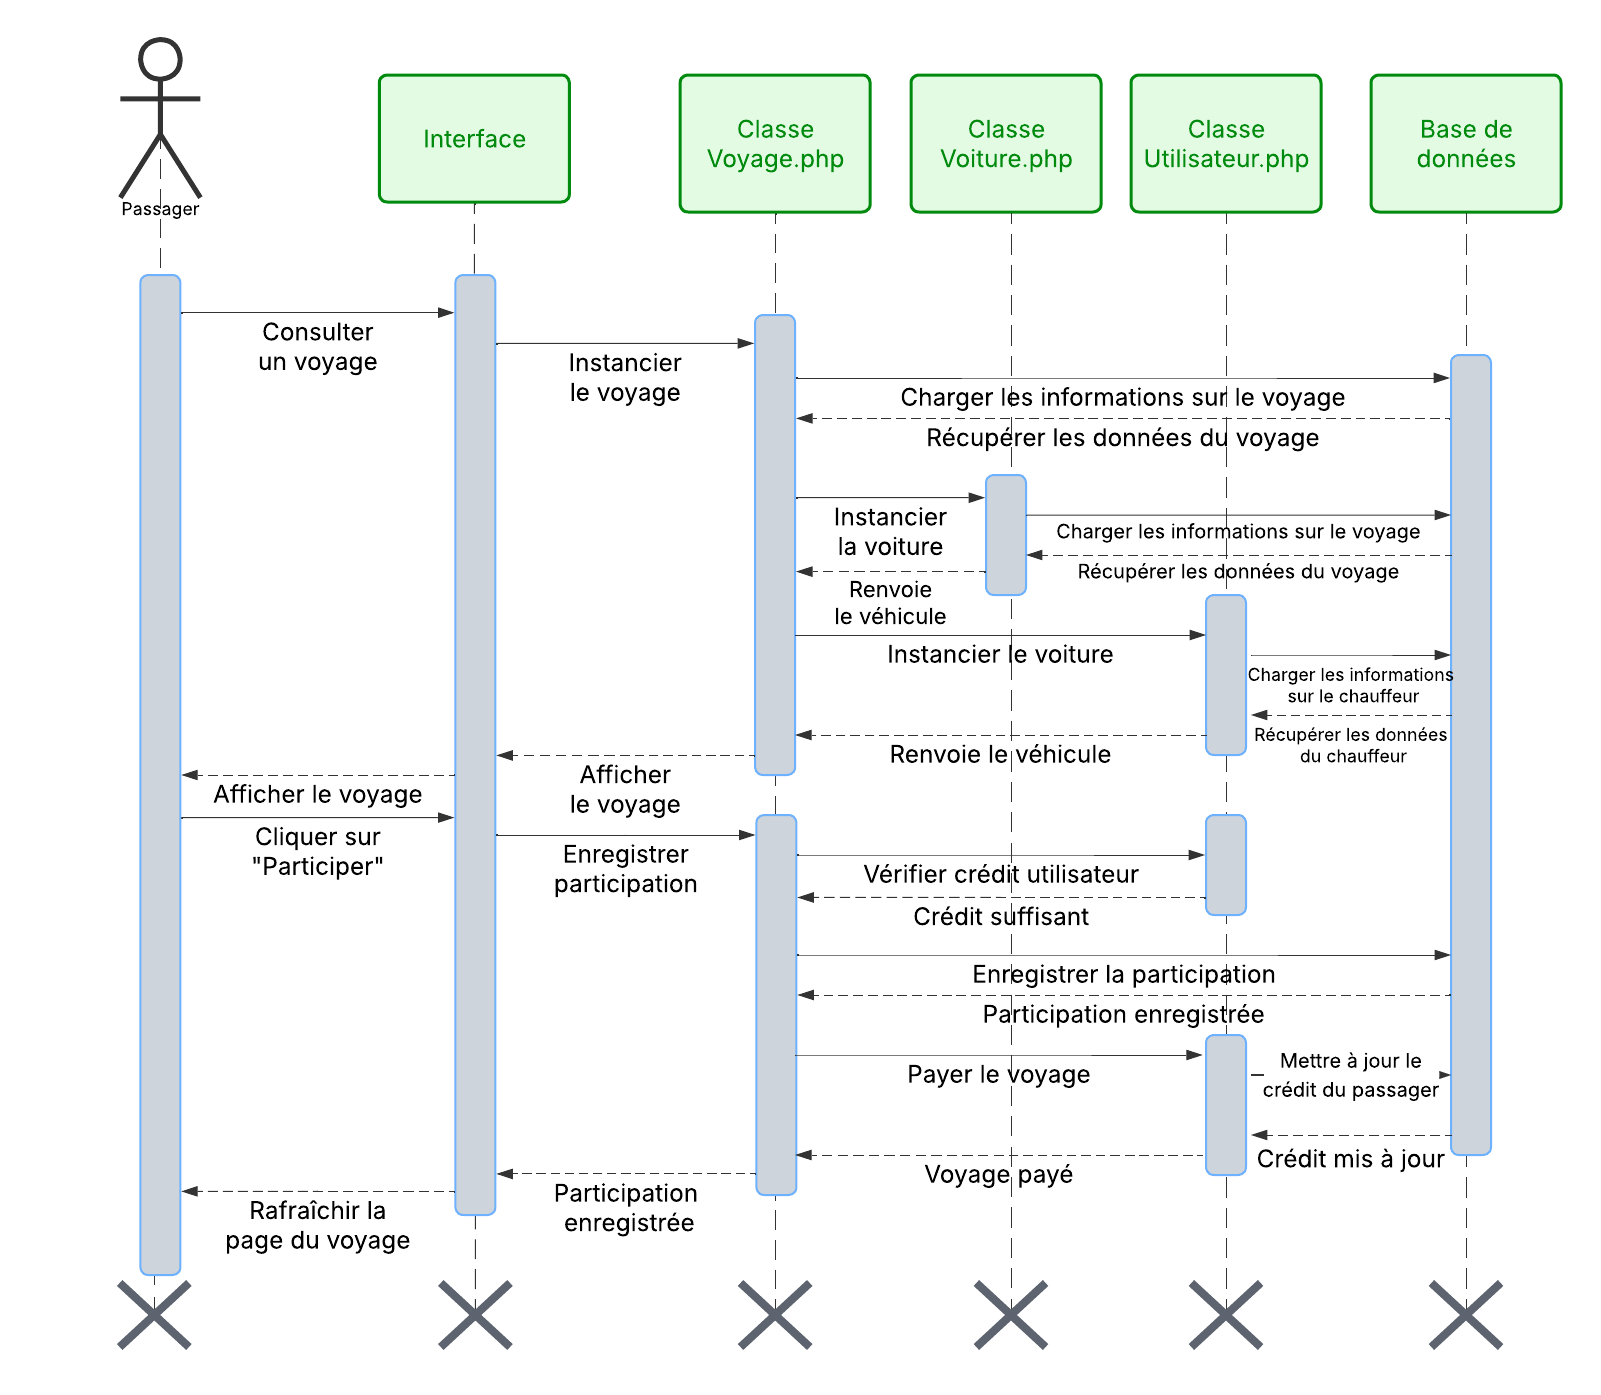 Passager
Interface
Classe
Voyage.php
Classe
Voiture.php
Classe
Utilisateur.php
Base de
données
Consulter
un voyage
Instancier
le voyage
Charger les informations sur le voyage
Récupérer les données du voyage
Instancier
la voiture
Charger les informations sur le voyage
Récupérer les données du voyage
Renvoie
le véhicule
Instancier le voiture
Charger les informations
sur le chauffeur
Récupérer les données
du chauffeur
Renvoie le véhicule
Afficher
le voyage
Afficher le voyage
Cliquer sur
"Participer"
Enregistrer
participation
Vérifier crédit utilisateur
Crédit suffisant
Enregistrer la participation
Participation enregistrée
Payer le voyage
Mettre à jour le
crédit du passager
Crédit mis à jour
Voyage payé
Participation
enregistrée
Rafraîchir la
page du voyage